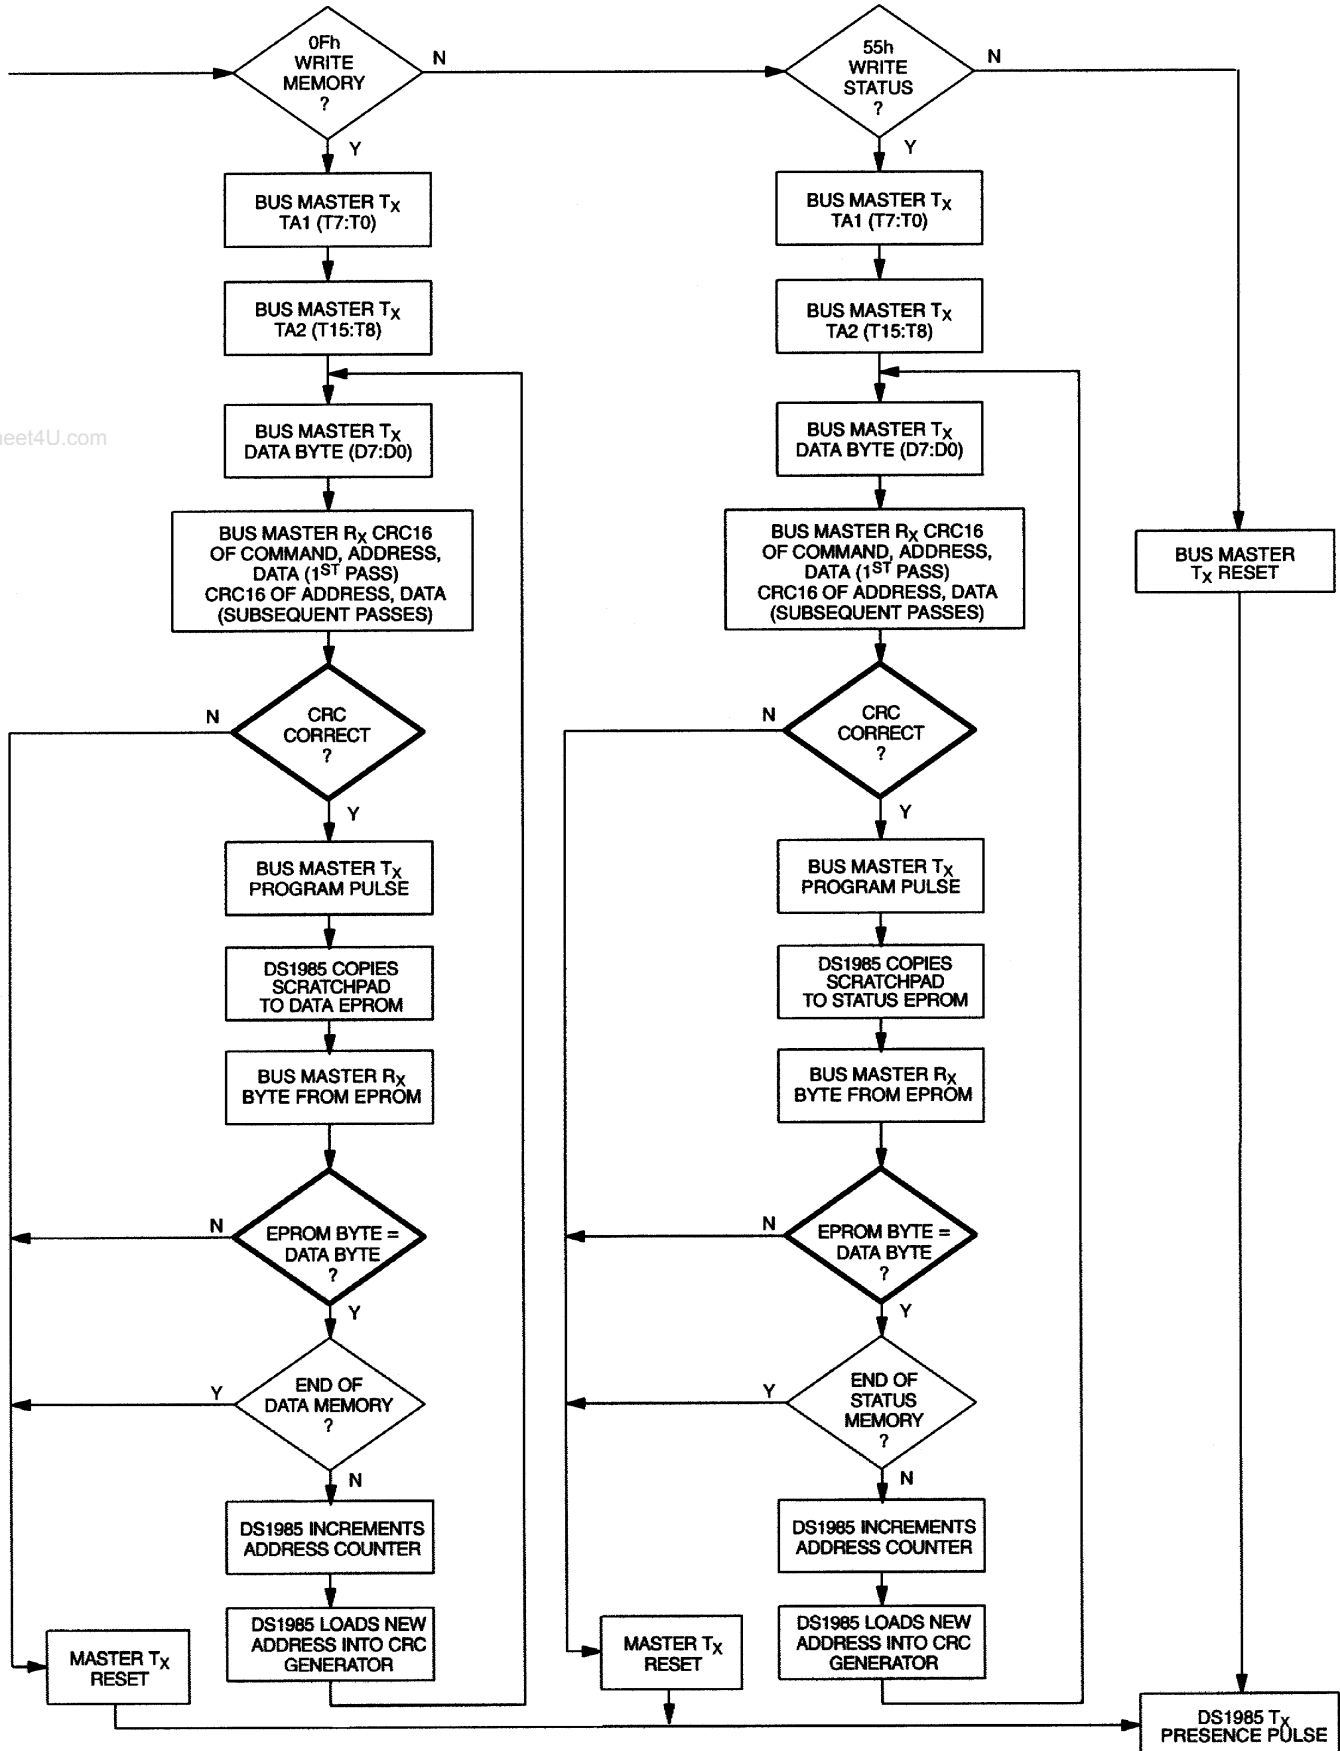 0Fh
WRITE
MEMORY
?
N
Y
BUS MASTER TX
TA1 (T7:T0)
BUS MASTER TX
TA2 (T15:T8)
BUS MASTER TX
DATA BYTE (D7:D0)
BUS MASTER RX CRC16
OF COMMAND, ADDRESS,
DATA (1ST PASS)
CRC16 OF ADDRESS, DATA
(SUBSEQUENT PASSES)
N
CRC
CORRECT
?
Y
BUS MASTER TX
PROGRAM PULSE
DS1985 COPIES
SCRATCHPAD
TO DATA EPROM
BUS MASTER RX
BYTE FROM EPROM
N
EPROM BYTE =
DATA BYTE
?
Y
Y
END OF
DATA MEMORY
?
N
DS1985 INCREMENTS
ADDRESS COUNTER
DS1985 LOADS NEW
ADDRESS INTO CRC
GENERATOR
MASTER TX
RESET
55h
WRITE
STATUS
?
N
Y
BUS MASTER TX
TA1 (T7:T0)
BUS MASTER TX
TA2 (T15:T8)
BUS MASTER TX
DATA BYTE (D7:D0)
BUS MASTER RX CRC16
OF COMMAND, ADDRESS,
DATA (1ST PASS)
CRC16 OF ADDRESS, DATA
(SUBSEQUENT PASSES)
N
CRC
CORRECT
?
Y
BUS MASTER TX
PROGRAM PULSE
DS1985 COPIES
SCRATCHPAD
TO STATUS EPROM
BUS MASTER RX
BYTE FROM EPROM
N
EPROM BYTE =
DATA BYTE
?
Y
Y
END OF
STATUS
MEMORY
?
N
DS1985 INCREMENTS
ADDRESS COUNTER
DS1985 LOADS NEW
ADDRESS INTO CRC
GENERATOR
MASTER TX
RESET
BUS MASTER
TX RESET
DS1985 TX
PRESENCE PULSE
neet4U.com